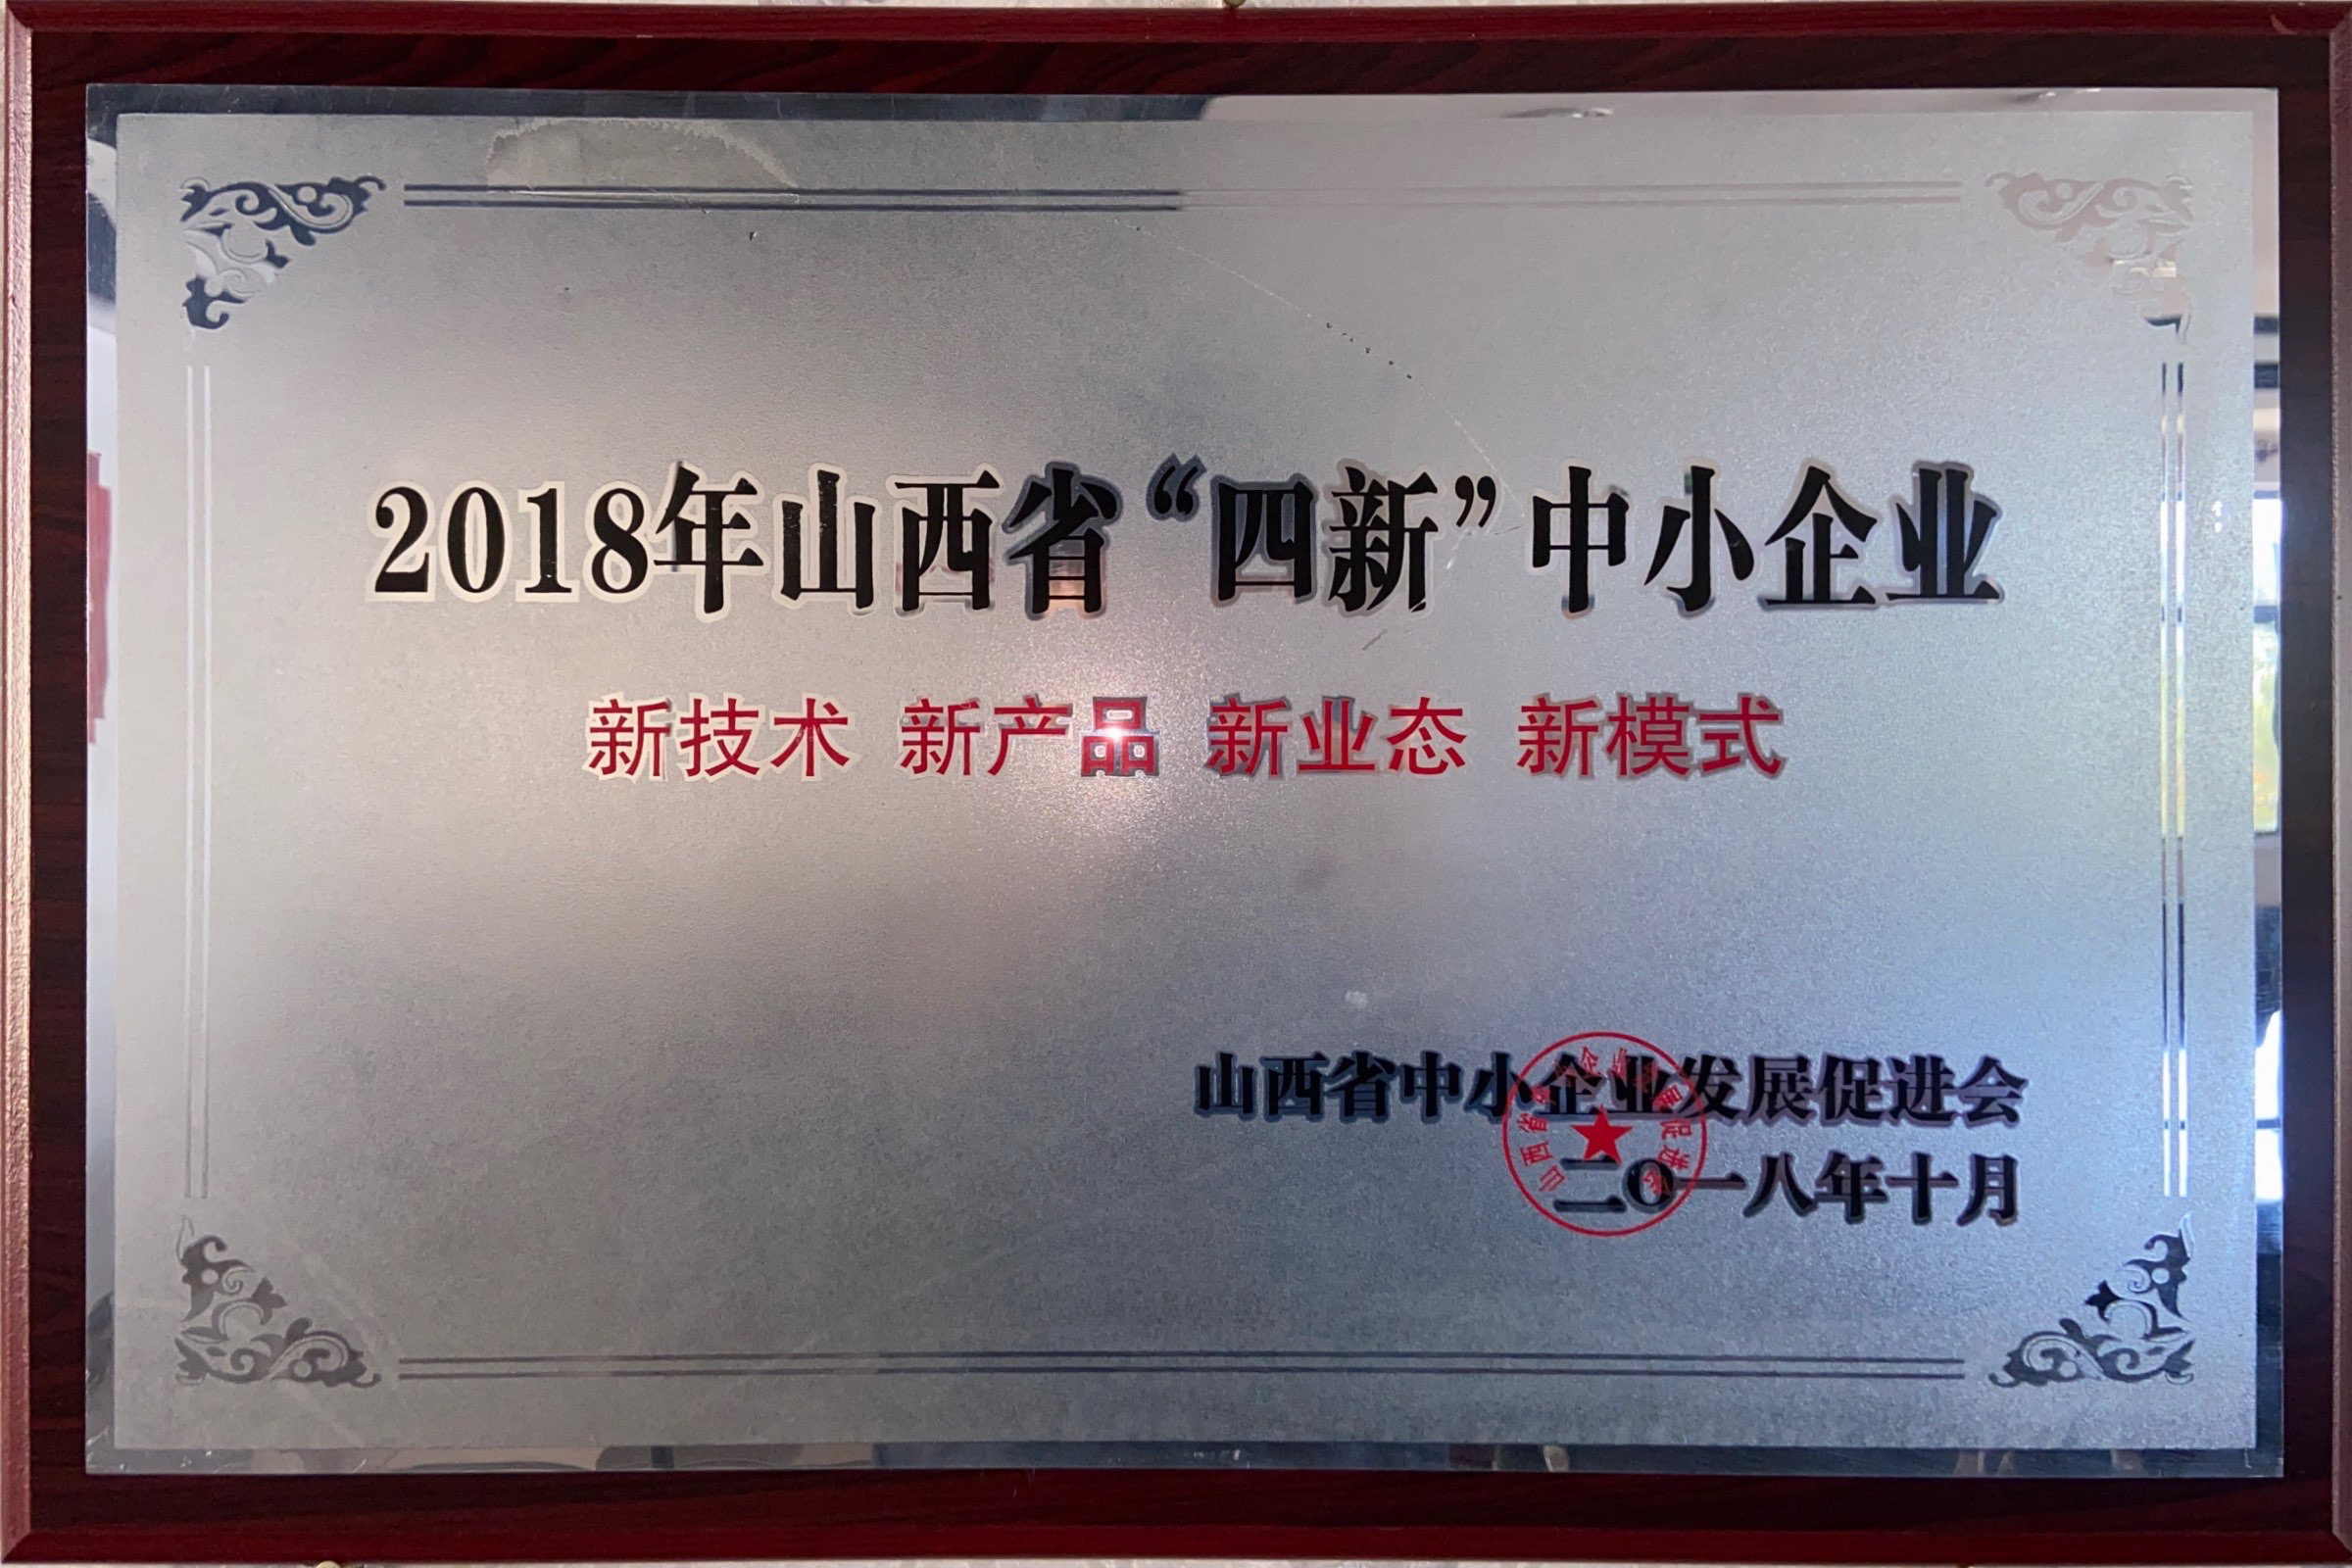 2018年山西省“四新”中小企业
新技术 新产品 新业态 新模式
山西省中小企业发展促进会
二O一八年十月